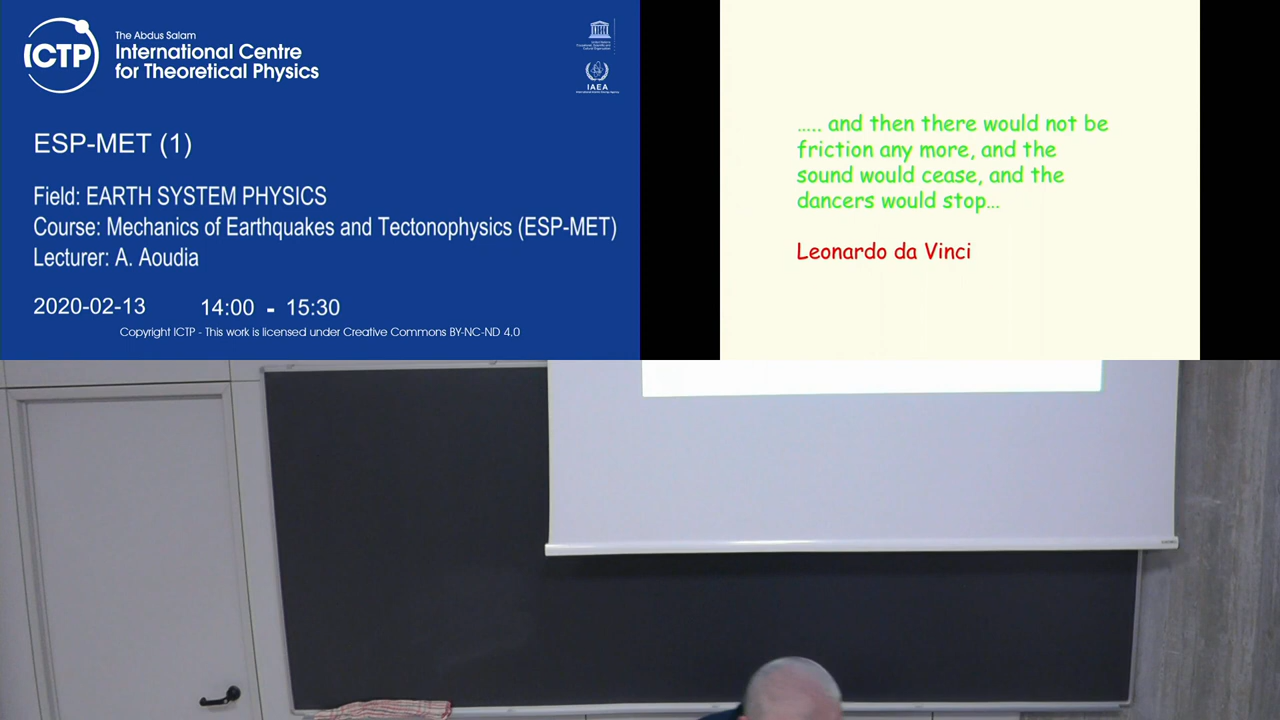 ICTP
The Abdus Salam
International Centre
for Theoretical Physics
IAEA
ESP-MET (1)
Field: EARTH SYSTEM PHYSICS
Course: Mechanics of Earthquakes and Tectonophysics (ESP-MET)
Lecturer: A. Aoudia
2020-02-13 14:00 - 15:30
Copyright ICTP - This work is licensed under Creative Commons BY-NC-ND 4.0
..... and then there would not be
friction any more, and the
sound would cease, and the
dancers would stop...
Leonardo da Vinci